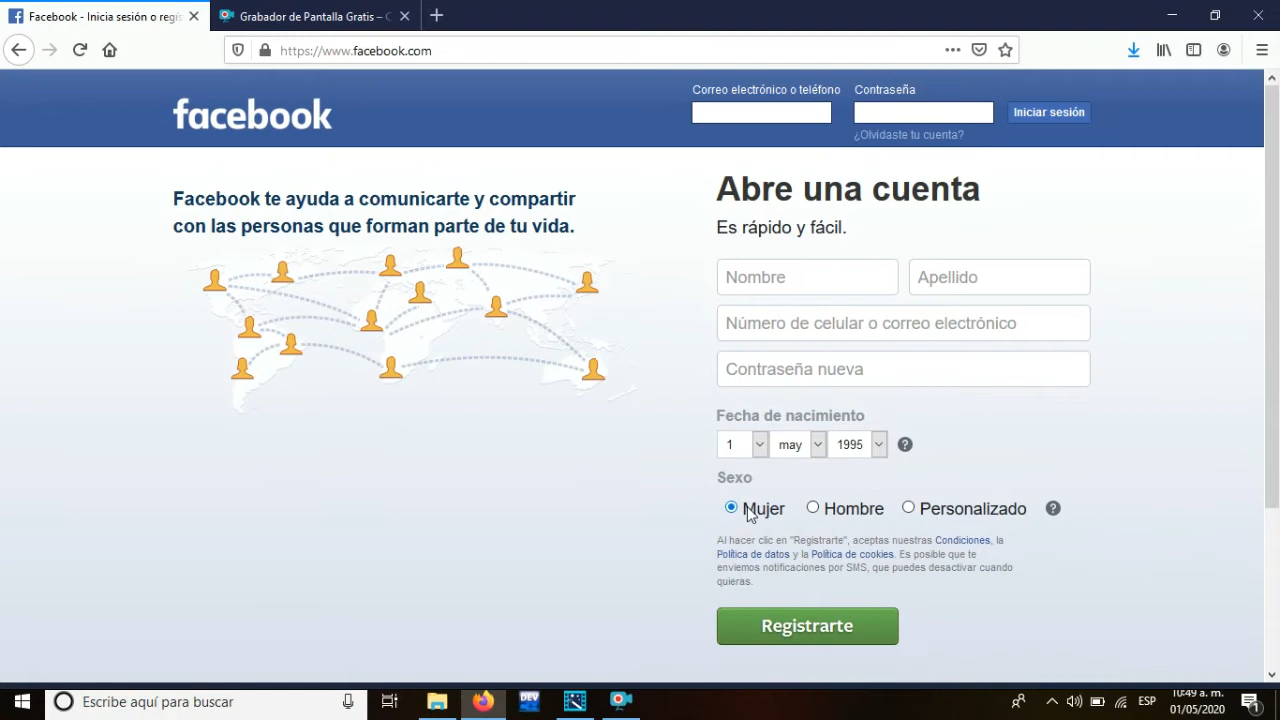 Facebook - Inicia sesión o regís
Grabador de Pantalla Gratis – C
https://www.facebook.com
facebook
Correo electrónico o teléfono
Contraseña
Iniciar sesión
¿Olvidaste tu cuenta?
Facebook te ayuda a comunicarte y compartir
con las personas que forman parte de tu vida.
Abre una cuenta
Es rápido y fácil.
Nombre
Apellido
Número de celular o correo electrónico
Contraseña nueva
Fecha de nacimiento
1 may 1995 ?
Sexo
Mujer Hombre Personalizado ?
Al hacer clic en "Registrarte", aceptas nuestras Condiciones, la
Política de datos y la Política de cookies. Es posible que te
enviemos notificaciones por SMS, que puedes desactivar cuando
quieras.
Registrarte
Escribe aquí para buscar
DEV
ESP
10:49 a. m.
01/05/2020
1